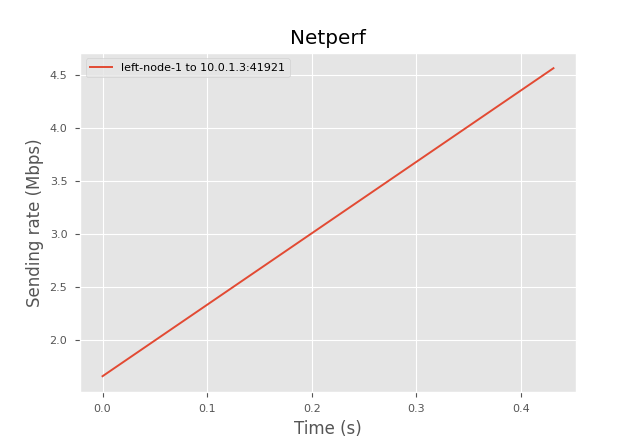 Netperf
left-node-1 to 10.0.1.3:41921
Sending rate (Mbps)
4.5
4.0
3.5
3.0
2.5
2.0
0.0 0.1 0.2 0.3 0.4
Time (s)